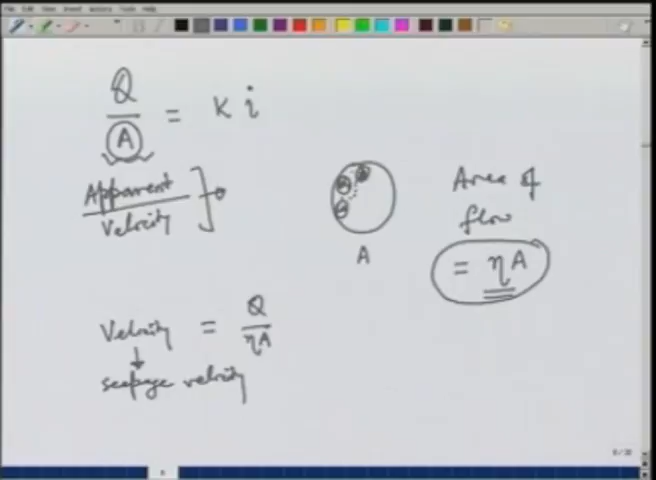 Q
A = K i
Apparent
Velocity
A
Area of
flow
= ηA
Velocity = Q
ηA
seepage velocity